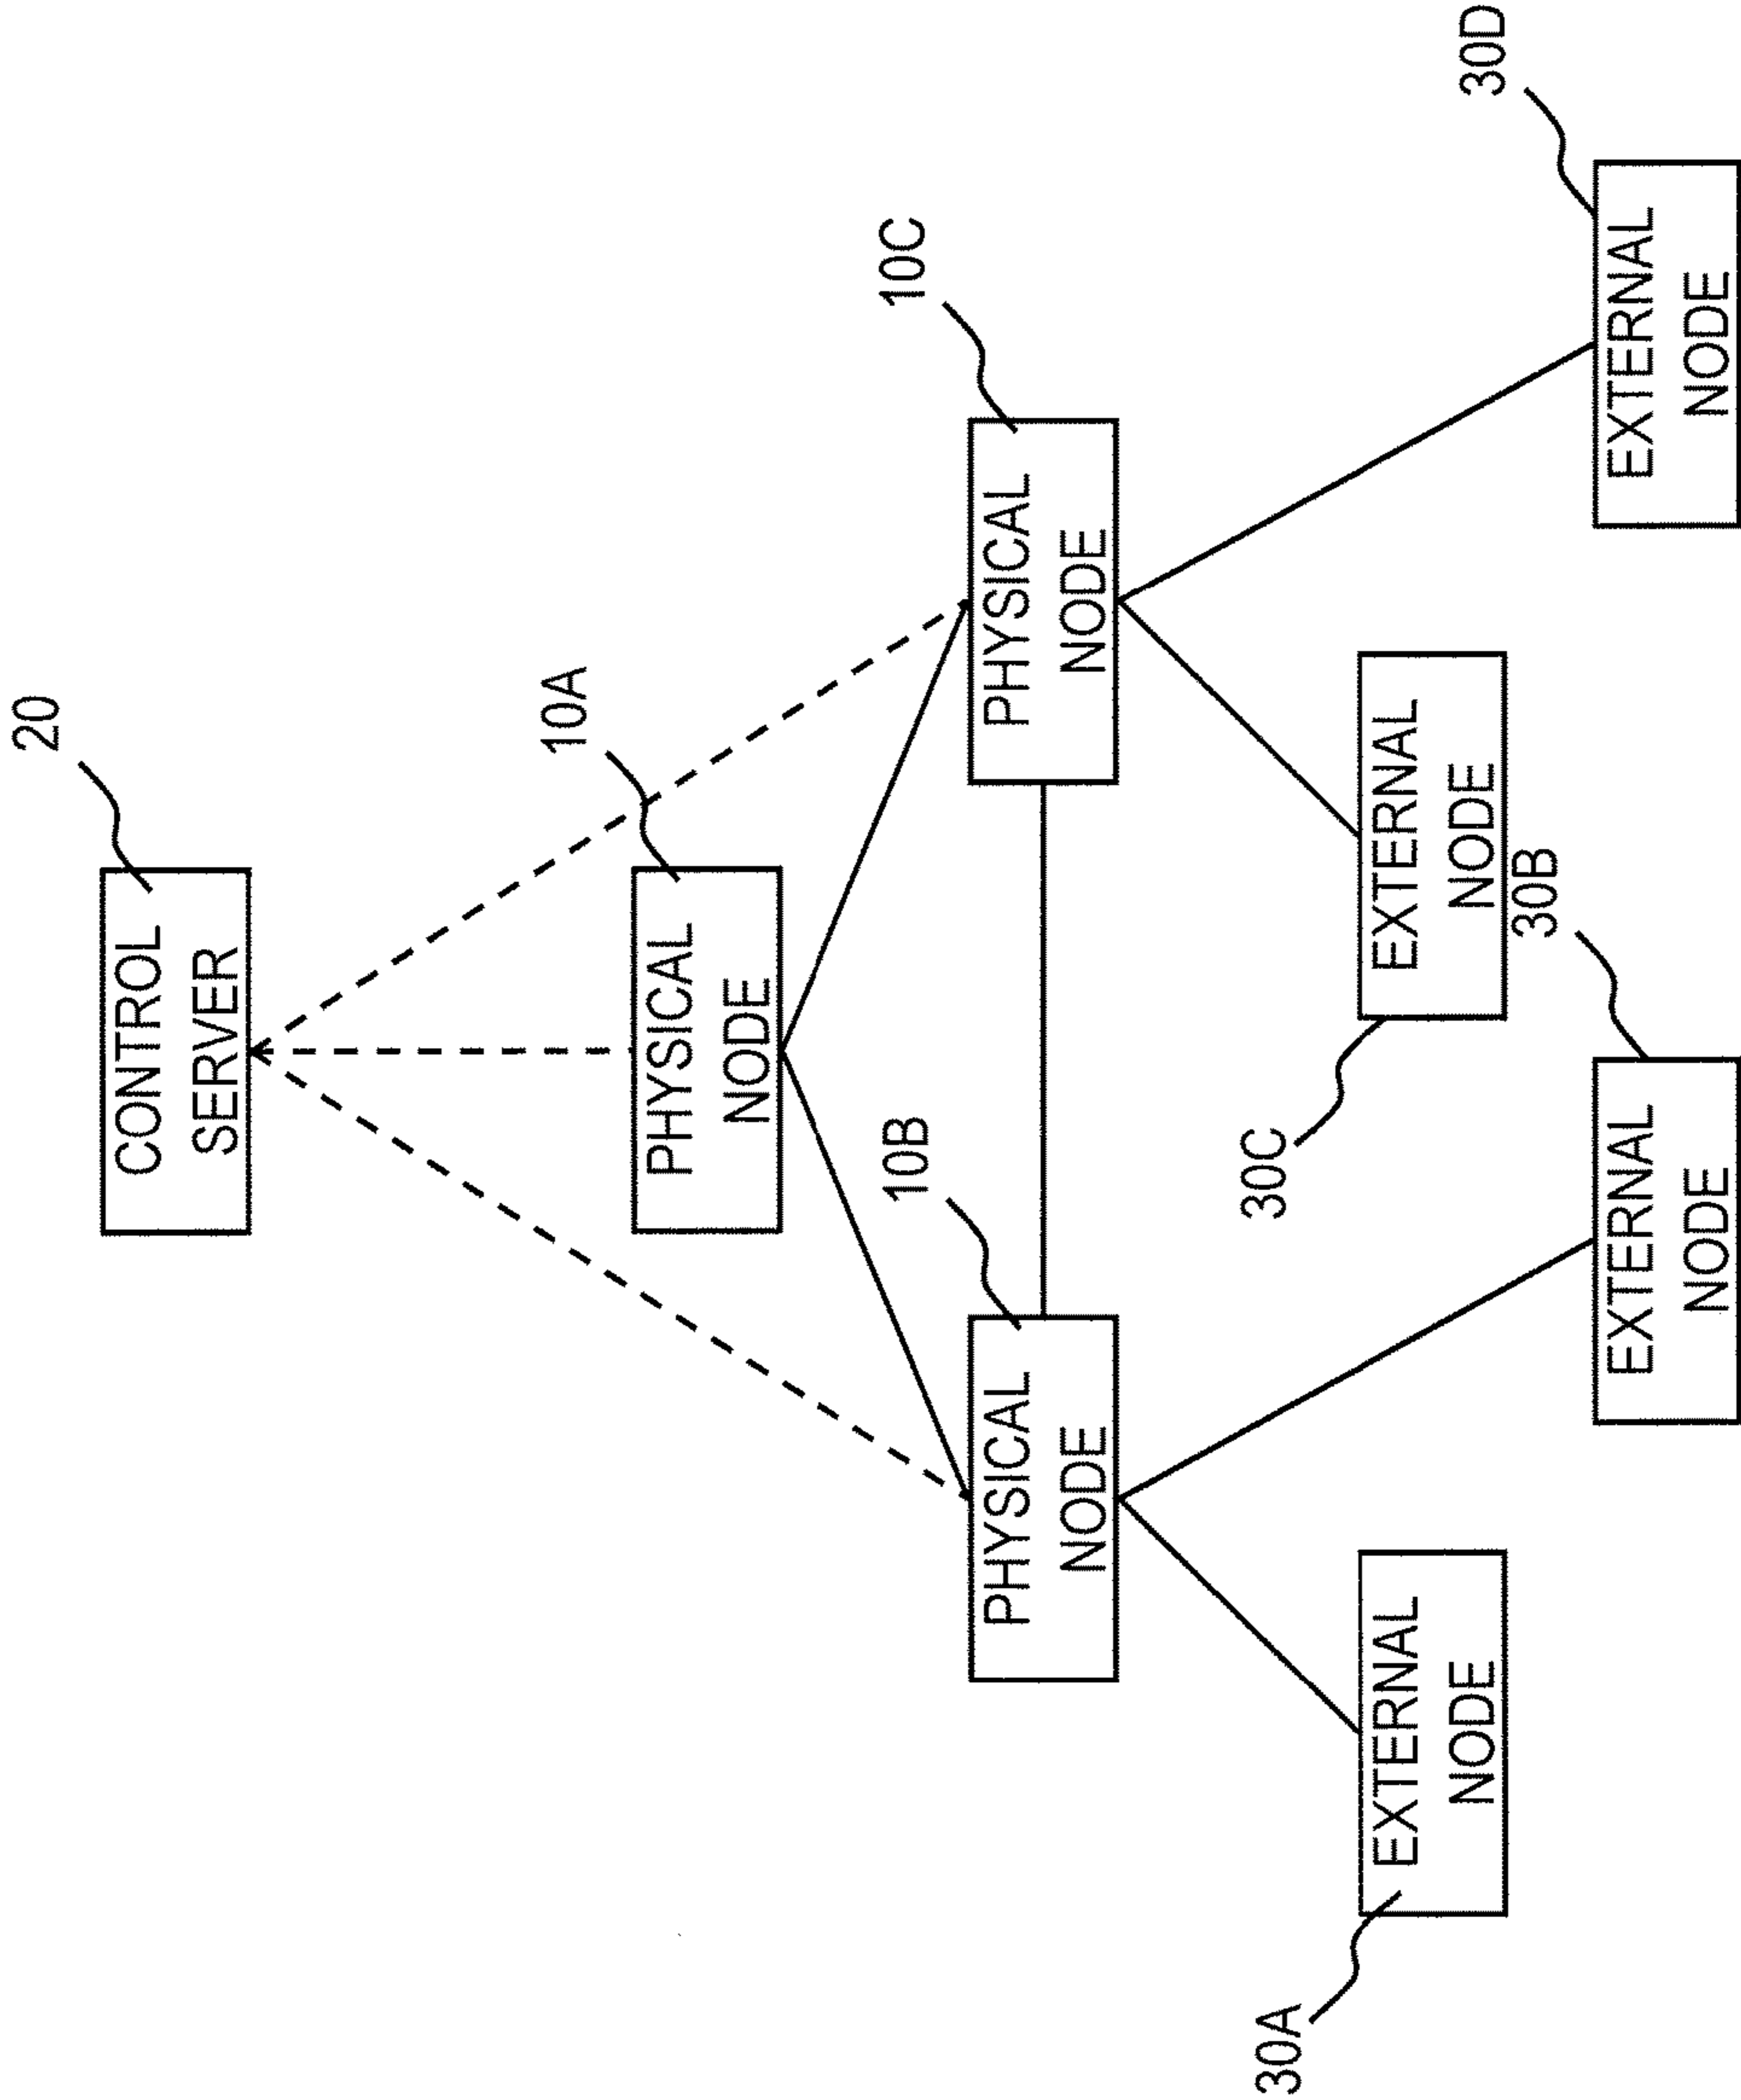 20
CONTROL
SERVER
10A
PHYSICAL
NODE
10B
PHYSICAL
NODE
10C
PHYSICAL
NODE
30A
EXTERNAL
NODE
30B
EXTERNAL
NODE
30C
EXTERNAL
NODE
30D
EXTERNAL
NODE